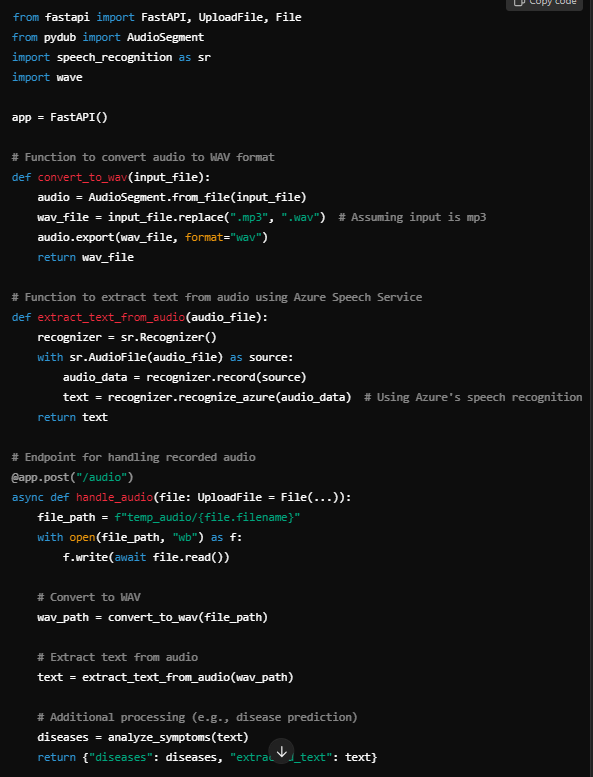 Copy code
from fastapi import FastAPI, UploadFile, File
from pydub import AudioSegment
import speech_recognition as sr
import wave

app = FastAPI()

# Function to convert audio to WAV format
def convert_to_wav(input_file):
    audio = AudioSegment.from_file(input_file)
    wav_file = input_file.replace(".mp3", ".wav")  # Assuming input is mp3
    audio.export(wav_file, format="wav")
    return wav_file

# Function to extract text from audio using Azure Speech Service
def extract_text_from_audio(audio_file):
    recognizer = sr.Recognizer()
    with sr.AudioFile(audio_file) as source:
        audio_data = recognizer.record(source)
        text = recognizer.recognize_azure(audio_data)  # Using Azure's speech recognition
    return text

# Endpoint for handling recorded audio
@app.post("/audio")
async def handle_audio(file: UploadFile = File(...)):
    file_path = f"temp_audio/{file.filename}"
    with open(file_path, "wb") as f:
        f.write(await file.read())

    # Convert to WAV
    wav_path = convert_to_wav(file_path)

    # Extract text from audio
    text = extract_text_from_audio(wav_path)

    # Additional processing (e.g., disease prediction)
    diseases = analyze_symptoms(text)
    return {"diseases": diseases, "extracted_text": text}